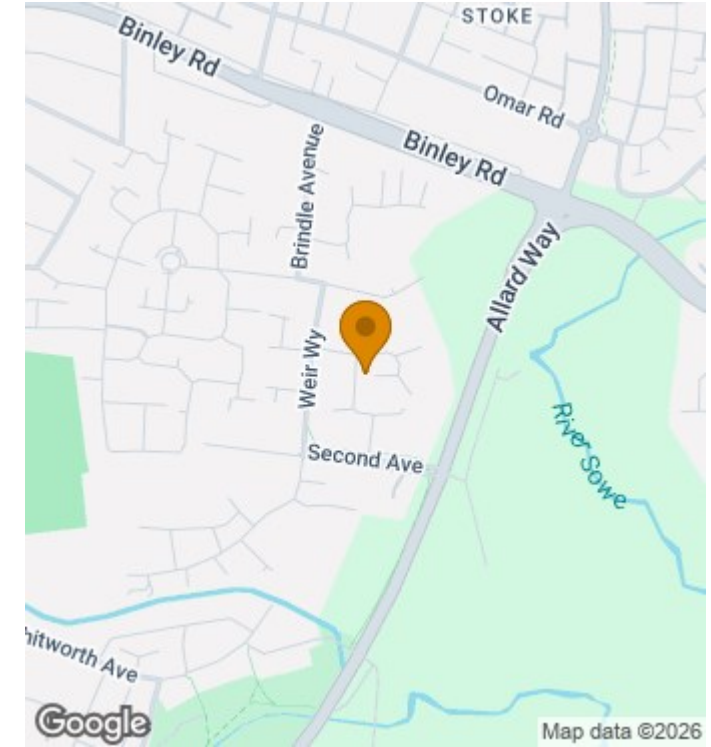 STOKE
Binley Rd
Omar Rd
Binley Rd
Brindle Avenue
Allard Way
Weir Wy
River Sowe
Second Ave
hitworth Ave
Google
Map data ©2026